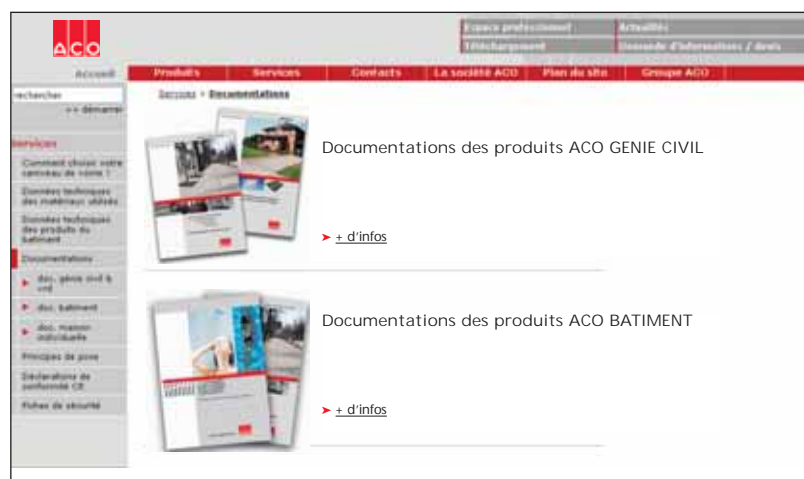 Espace professionnel
Actualités
Téléchargement
Demande d'informations / devis
ACO
Accueil
Produits
Services
Contacts
La société ACO
Plan du site
Groupe ACO
rechercher
>> démarrer
Services > Documentations
Services
Comment choisir votre
caniveau de voirie ?
Données techniques
des matériaux utilisés
Données techniques
des produits du
batiment
Documentations
doc. génie civil &
vrd
doc. batiment
doc. maison
individuelle
Principes de pose
Déclarations de
conformité CE
Fiches de sécurité
Documentations des produits ACO GENIE CIVIL
+ d'infos
Documentations des produits ACO BATIMENT
+ d'infos